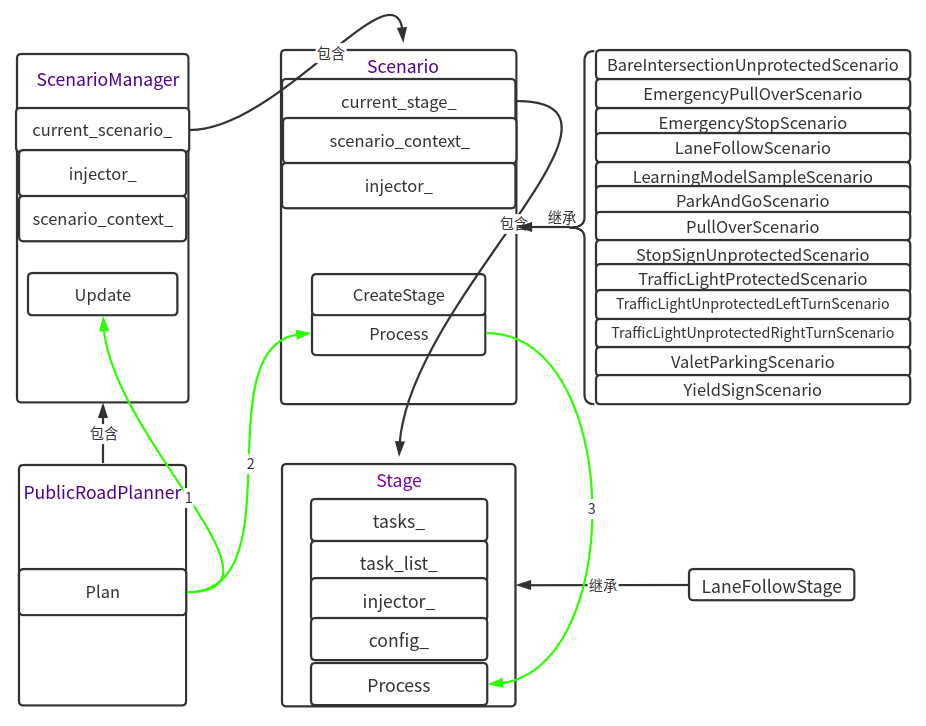 包含
ScenarioManager
current_scenario_
injector_
scenario_context_
Update
包含
PublicRoadPlanner
Plan
1
2
Scenario
current_stage_
scenario_context_
injector_
包含
继承
CreateStage
Process
BareIntersectionUnprotectedScenario
EmergencyPullOverScenario
EmergencyStopScenario
LaneFollowScenario
LearningModelSampleScenario
ParkAndGoScenario
PullOverScenario
StopSignUnprotectedScenario
TrafficLightProtectedScenario
TrafficLightUnprotectedLeftTurnScenario
TrafficLightUnprotectedRightTurnScenario
ValetParkingScenario
YieldSignScenario
Stage
tasks_
task_list_
injector_
config_
Process
3
继承
LaneFollowStage